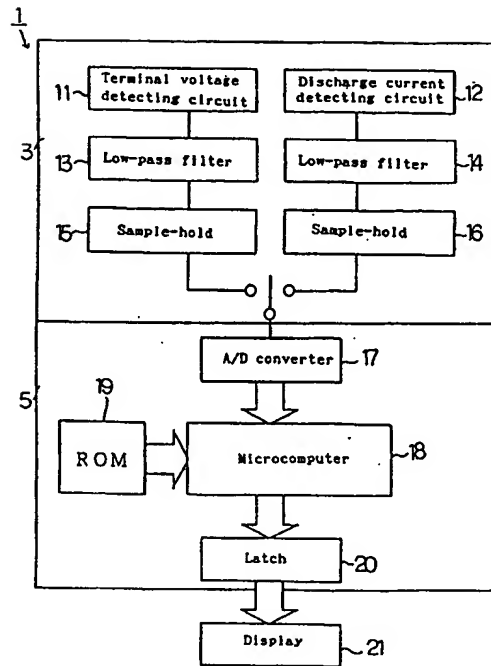 1
Terminal voltage
detecting circuit
11
Discharge current
detecting circuit
12
3
Low-pass filter
13
Low-pass filter
14
Sample-hold
15
Sample-hold
16
A/D converter
17
5
19
ROM
Microcomputer
18
Latch
20
Display
21